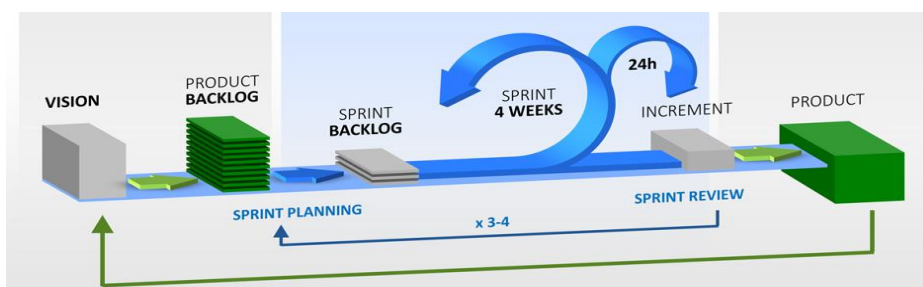 VISION
PRODUCT
BACKLOG
SPRINT
BACKLOG
SPRINT
4 WEEKS
24h
INCREMENT
PRODUCT
SPRINT PLANNING
SPRINT REVIEW
x 3-4